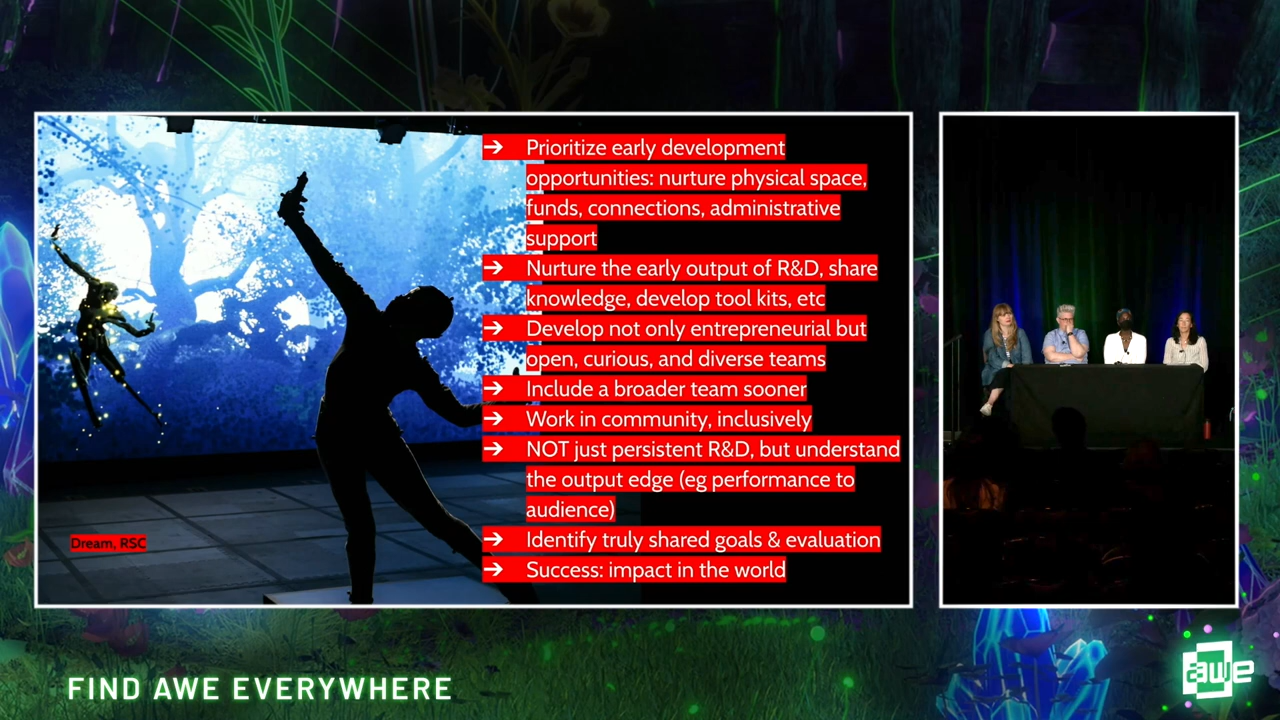 ➔ Prioritize early development
opportunities: nurture physical space,
funds, connections, administrative
support
➔ Nurture the early output of R&D, share
knowledge, develop tool kits, etc
➔ Develop not only entrepreneurial but
open, curious, and diverse teams
➔ Include a broader team sooner
➔ Work in community, inclusively
➔ NOT just persistent R&D, but understand
the output edge (eg performance to
audience)
➔ Identify truly shared goals & evaluation
➔ Success: impact in the world
Dream, RSC
FIND AWE EVERYWHERE
awe